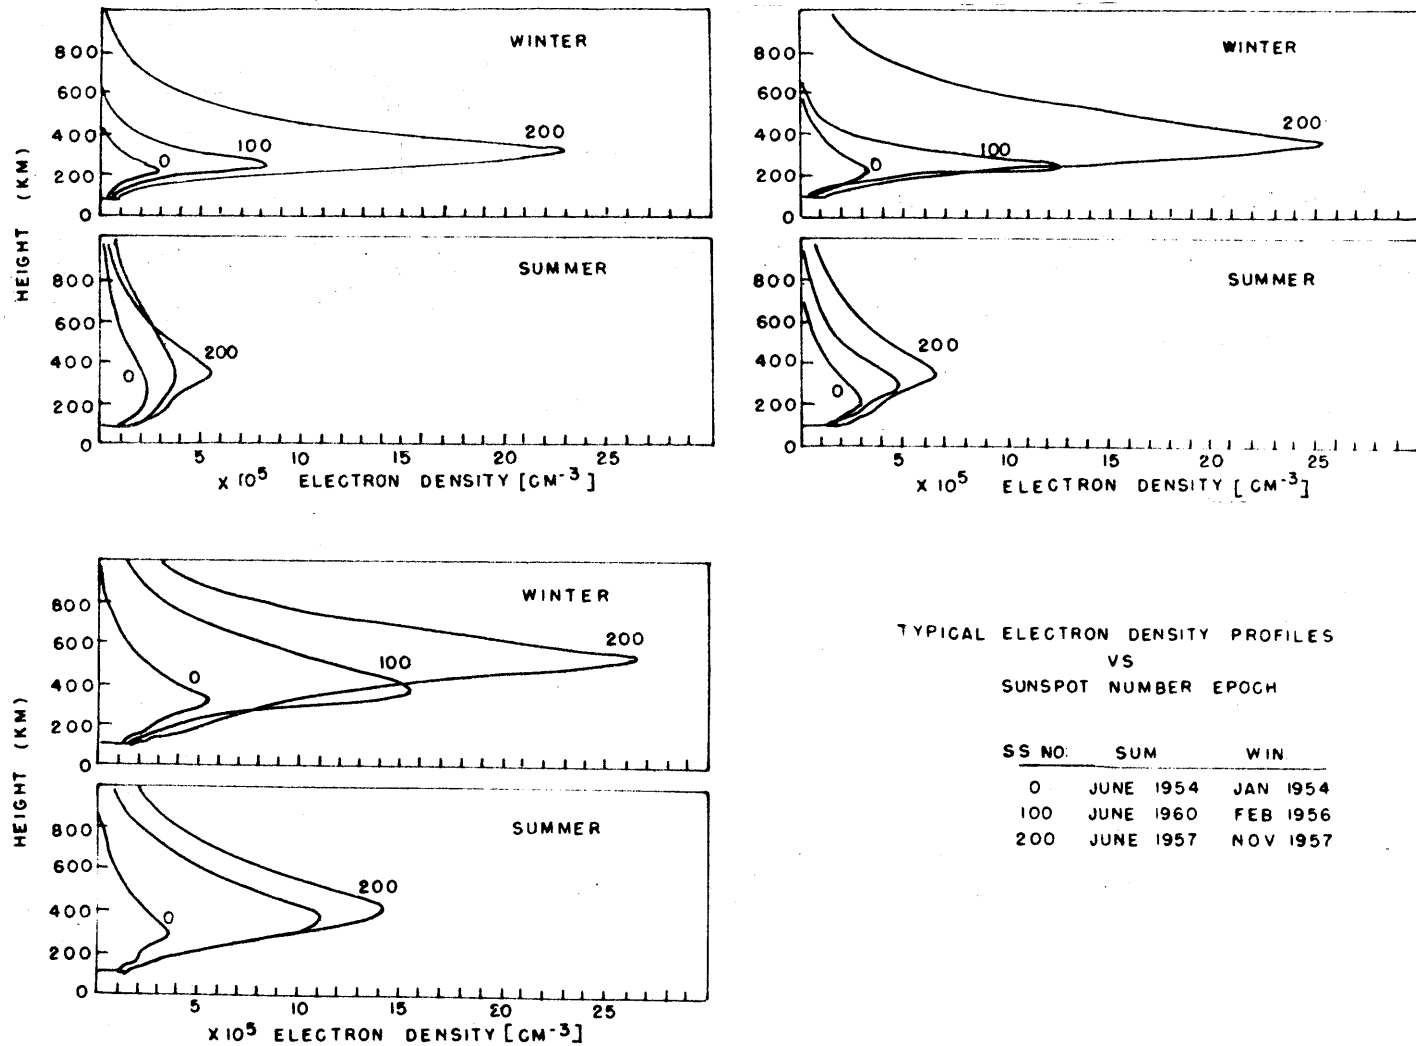 WINTER
800
600
400
200
0
0
100
200
HEIGHT (KM)
SUMMER
800
600
400
200
0
0
200
5 10 15 20 25
X 10⁵ ELECTRON DENSITY [CM⁻³]
WINTER
800
600
400
200
0
0
100
200
SUMMER
800
600
400
200
0
0
200
5 10 15 20 25
X 10⁵ ELECTRON DENSITY [CM⁻³]
WINTER
800
600
400
200
0
0
100
200
HEIGHT (KM)
SUMMER
800
600
400
200
0
0
200
5 10 15 20 25
X 10⁵ ELECTRON DENSITY [CM⁻³]
TYPICAL ELECTRON DENSITY PROFILES
VS
SUNSPOT NUMBER EPOCH
SS NO. SUM WIN
0 JUNE 1954 JAN 1954
100 JUNE 1960 FEB 1956
200 JUNE 1957 NOV 1957